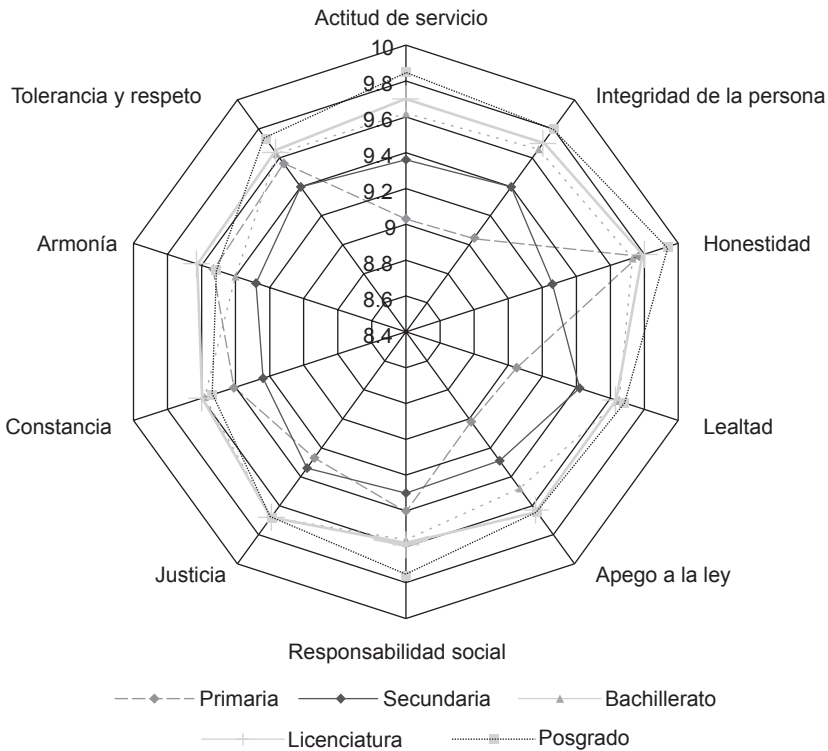 Actitud de servicio
10
9.8
9.6
9.4
9.2
9
8.8
8.6
8.4
Tolerancia y respeto
Integridad de la persona
Armonía
Honestidad
Constancia
Lealtad
Justicia
Apego a la ley
Responsabilidad social
Primaria Secundaria Bachillerato
Licenciatura Posgrado